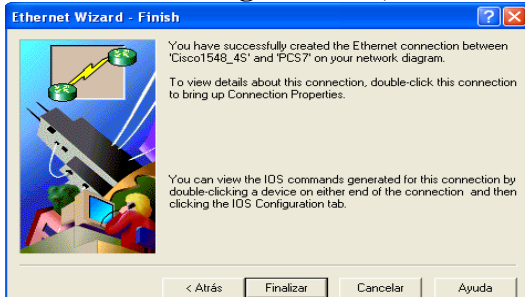 Ethernet Wizard - Finish
You have successfully created the Ethernet connection between
'Cisco1548_4S' and 'PCS7' on your network diagram.
To view details about this connection, double-click this connection
to bring up Connection Properties.
You can view the IOS commands generated for this connection by
double-clicking a device on either end of the connection and then
clicking the IOS Configuration tab.
< Atrás Finalizar Cancelar Ayuda